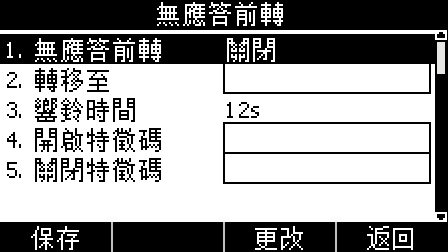 無應答前轉
1. 無應答前轉 關閉
2. 轉移至
3. 響鈴時間 12s
4. 開啟特徵碼
5. 關閉特徵碼
保存 更改 返回